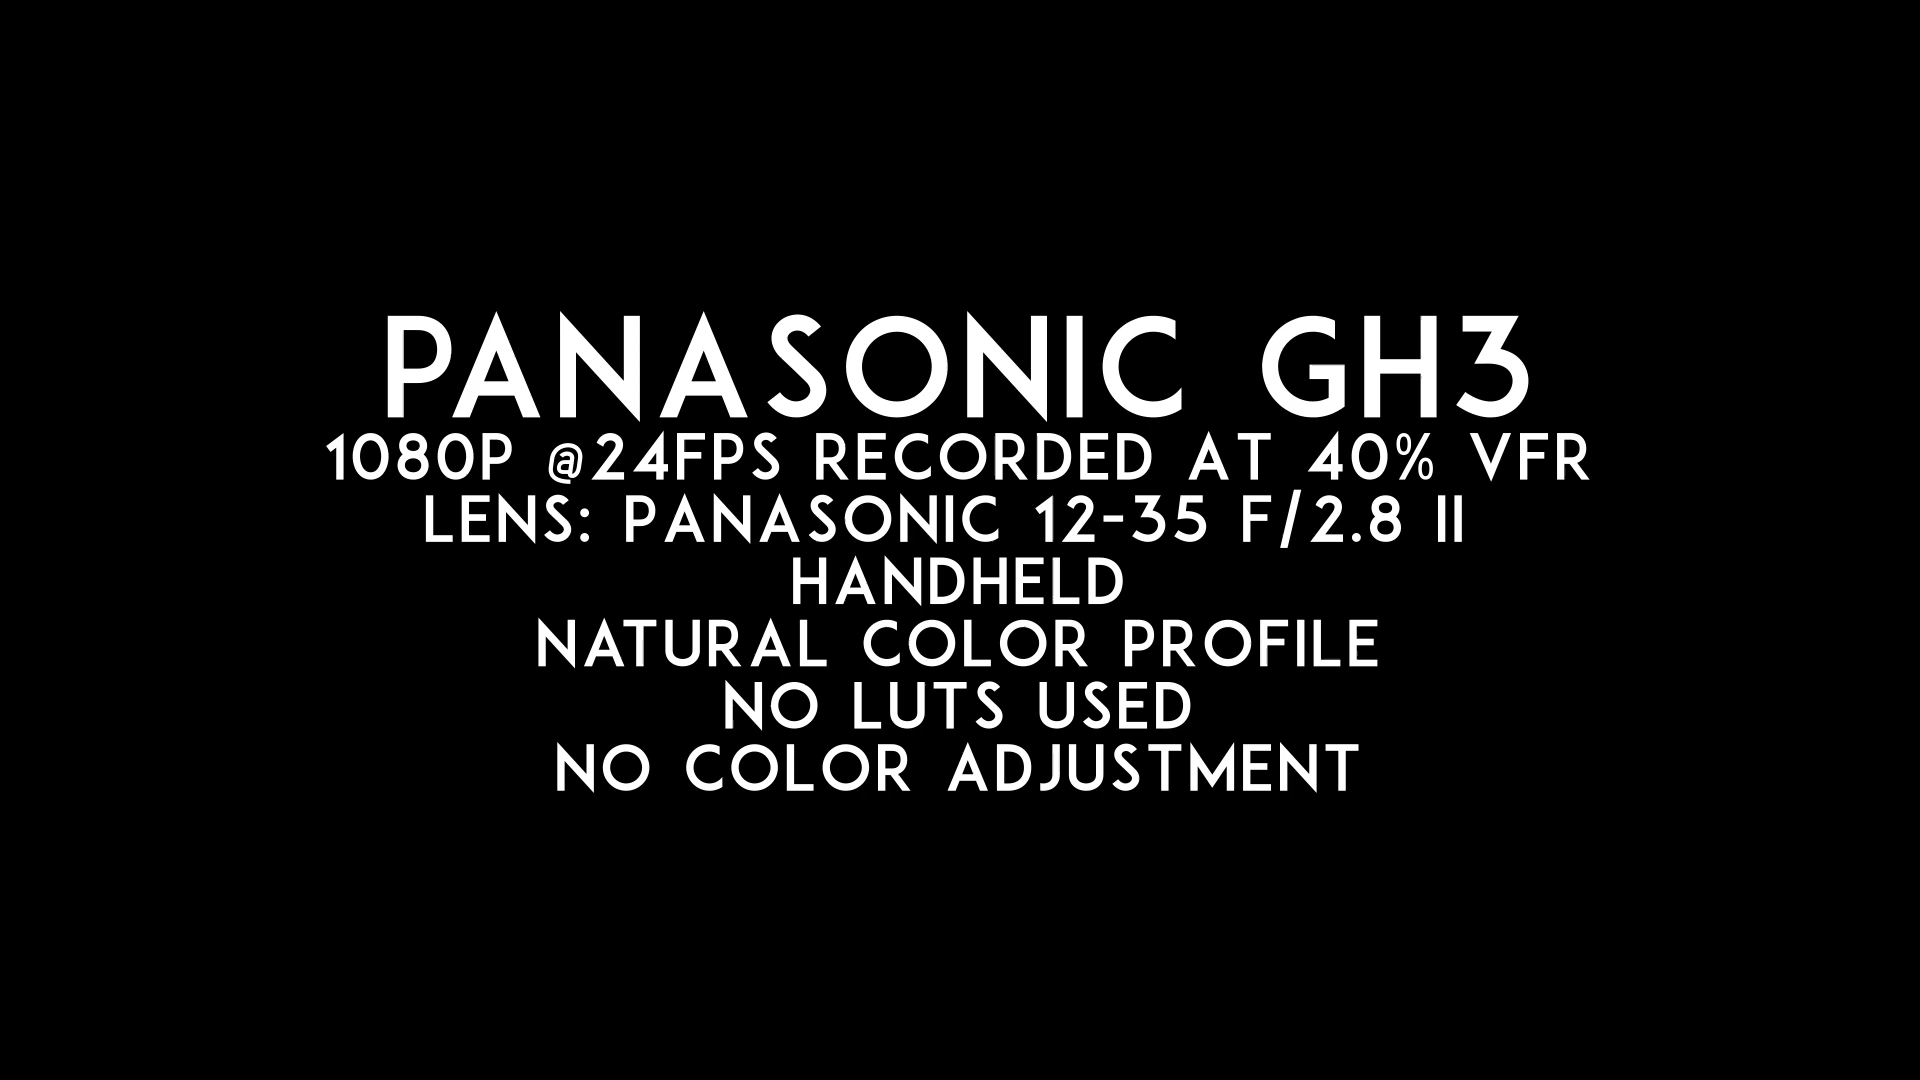 PANASONIC GH3
1080P @24FPS RECORDED AT 40% VFR
LENS: PANASONIC 12-35 F/2.8 II
HANDHELD
NATURAL COLOR PROFILE
NO LUTS USED
NO COLOR ADJUSTMENT